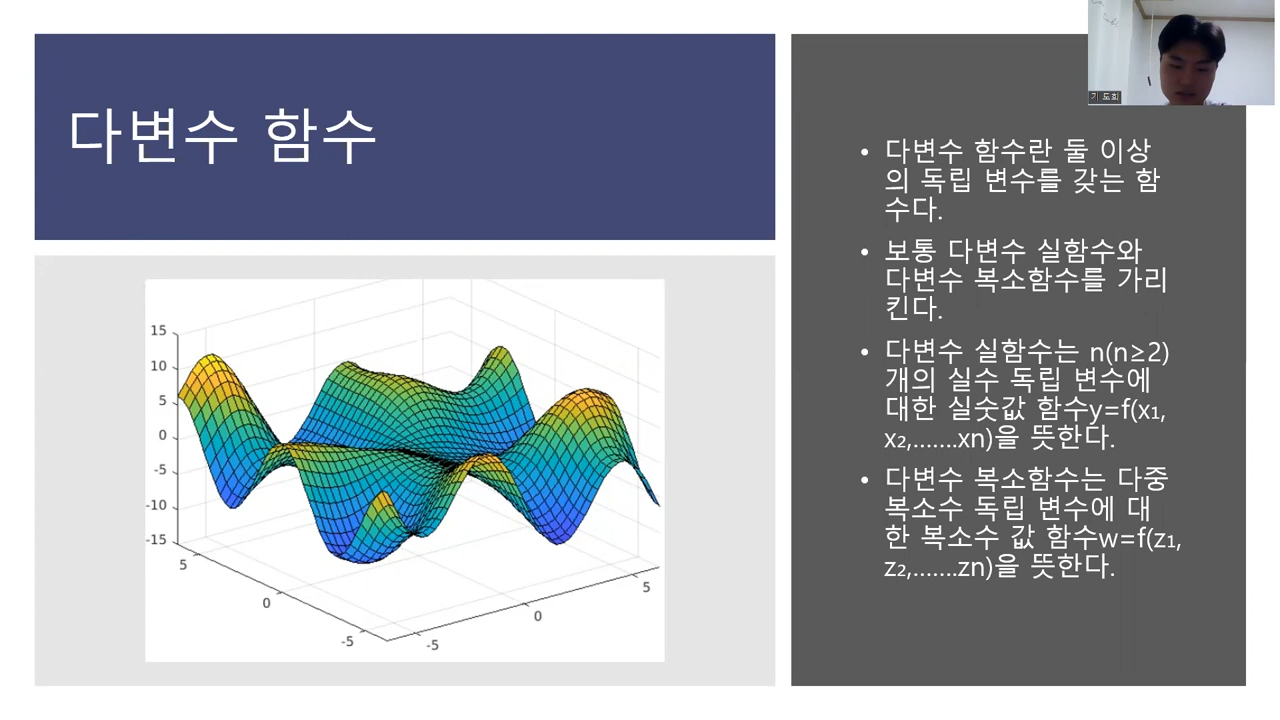 다변수 함수
15
10
5
0
-5
-10
-15
5
0
-5
-5
0
5
• 다변수 함수란 둘 이상
의 독립 변수를 갖는 함
수다.
• 보통 다변수 실함수와
다변수 복소함수를 가리
킨다.
• 다변수 실함수는 n(n≥2)
개의 실수 독립 변수에
대한 실숫값 함수y=f(x₁,
x₂,.......xn)을 뜻한다.
• 다변수 복소함수는 다중
복소수 독립 변수에 대
한 복소수 값 함수w=f(z₁,
z₂,.......zn)을 뜻한다.